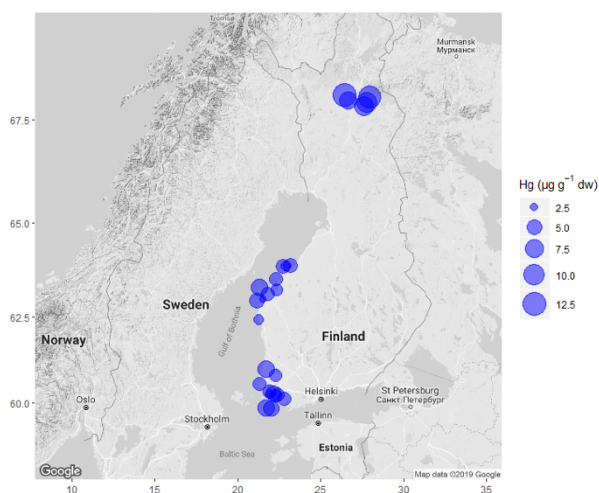 Tromsø
Murmansk
Мурманск
67.5
65.0
62.5
60.0
Sweden
Norway
Finland
Gulf of Bothnia
Oslo
Stockholm
Helsinki
Tallinn
St Petersburg
Санкт-Петербург
Estonia
Baltic Sea
Google
Map data ©2019 Google
10
15
20
25
30
35
Hg (µg g⁻¹ dw)
2.5
5.0
7.5
10.0
12.5